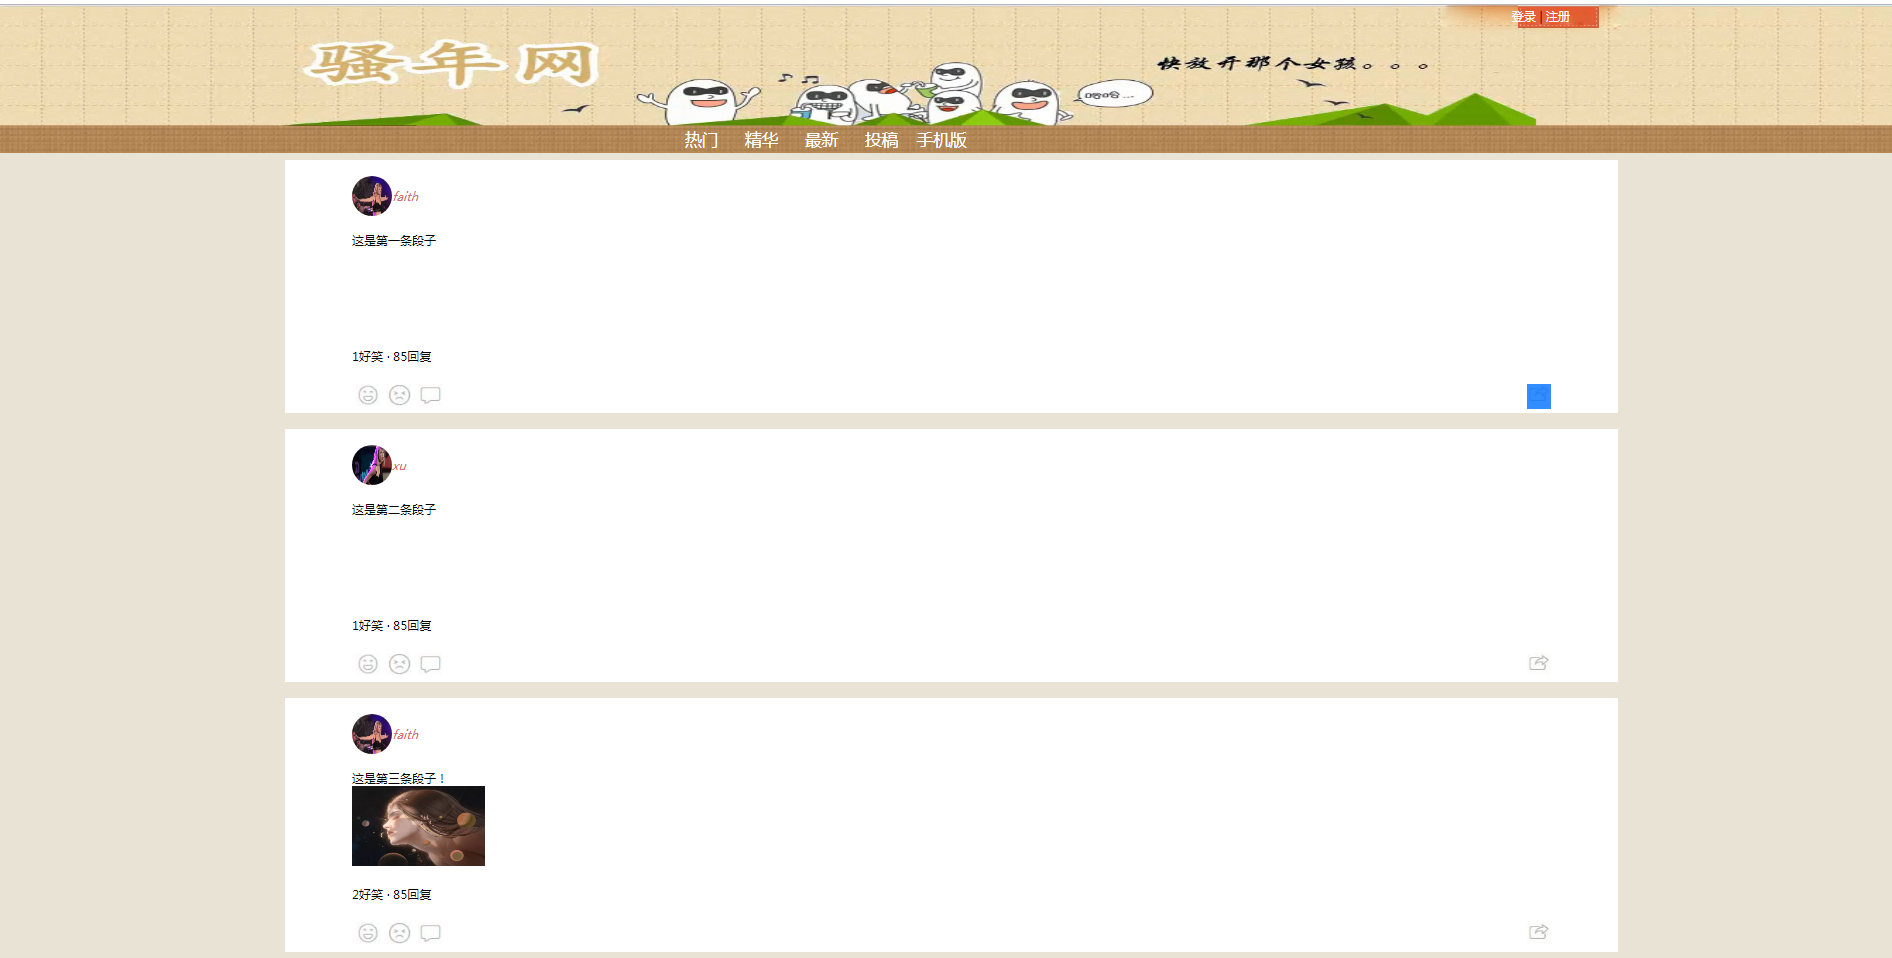 登录 | 注册
骚年网
快放开那个女孩。。。
哈哈...
热门 精华 最新 投稿 手机版
faith
这是第一条段子
1好笑 · 85回复
xu
这是第二条段子
1好笑 · 85回复
faith
这是第三条段子！
2好笑 · 85回复